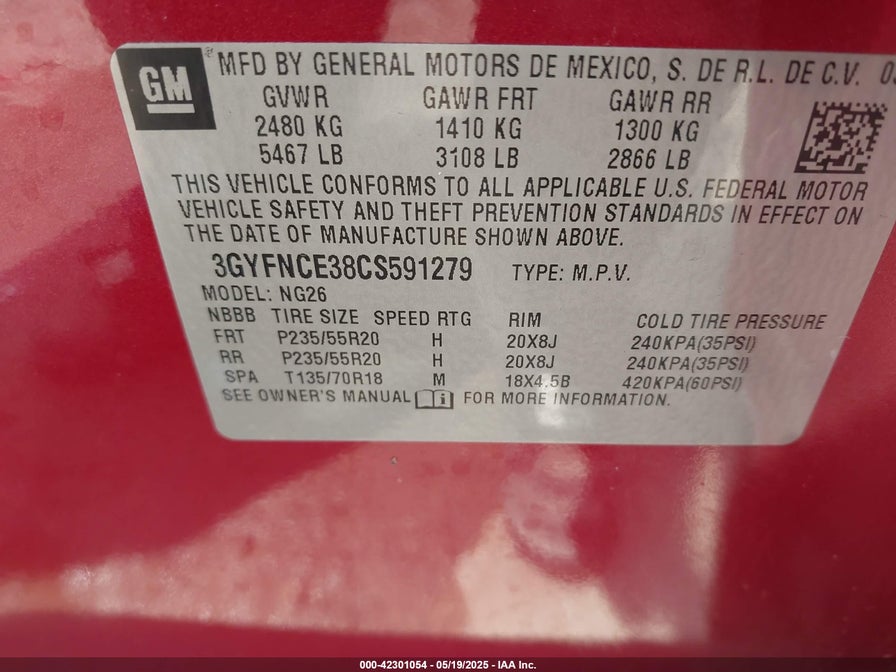 GM
MFD BY GENERAL MOTORS DE MEXICO, S. DE R.L. DE C.V.
GVWR GAWR FRT GAWR RR
2480 KG 1410 KG 1300 KG
5467 LB 3108 LB 2866 LB
THIS VEHICLE CONFORMS TO ALL APPLICABLE U.S. FEDERAL MOTOR
VEHICLE SAFETY AND THEFT PREVENTION STANDARDS IN EFFECT ON
THE DATE OF MANUFACTURE SHOWN ABOVE.
3GYFNCE38CS591279 TYPE: M.P.V.
MODEL: NG26
NBBB TIRE SIZE SPEED RTG RIM COLD TIRE PRESSURE
FRT P235/55R20 H 20X8J 240KPA(35PSI)
RR P235/55R20 H 20X8J 240KPA(35PSI)
SPA T135/70R18 M 18X4.5B 420KPA(60PSI)
SEE OWNER'S MANUAL FOR MORE INFORMATION.
000-42301054 - 05/19/2025 - IAA Inc.